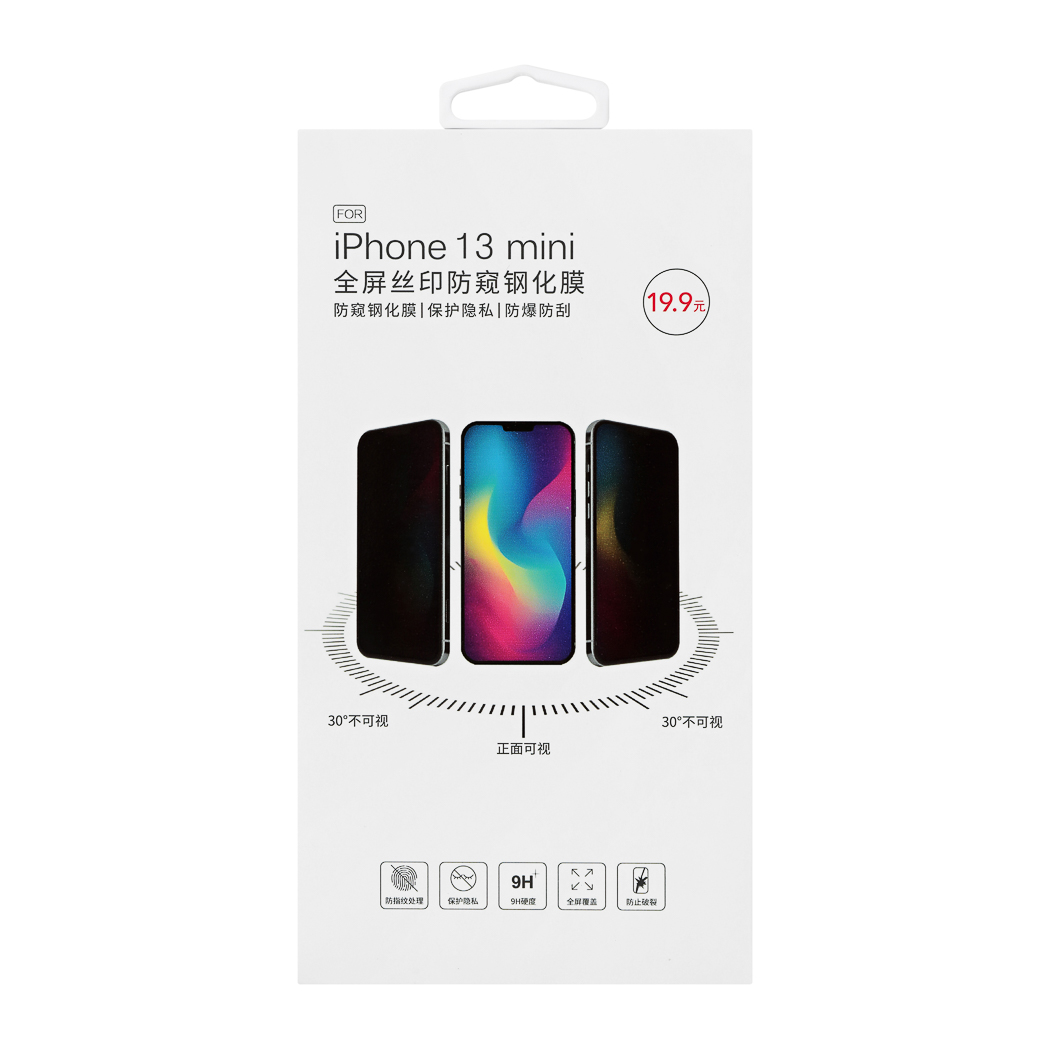 FOR
iPhone 13 mini
全屏丝印防窥钢化膜
防窥钢化膜|保护隐私|防爆防刮
19.9元
30°不可视
30°不可视
正面可视
9H+
防指纹处理
保护隐私
9H硬度
全屏覆盖
防止破裂